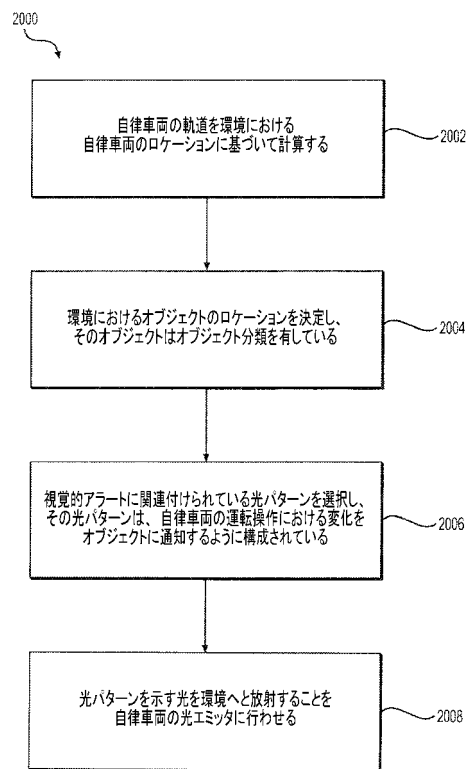 2000
自律車両の軌道を環境における
自律車両のロケーションに基づいて計算する
2002
環境におけるオブジェクトのロケーションを決定し、
そのオブジェクトはオブジェクト分類を有している
2004
視覚的アラートに関連付けられている光パターンを選択し、
その光パターンは、自律車両の運転操作における変化を
オブジェクトに通知するように構成されている
2006
光パターンを示す光を環境へと放射することを
自律車両の光エミッタに行わせる
2008